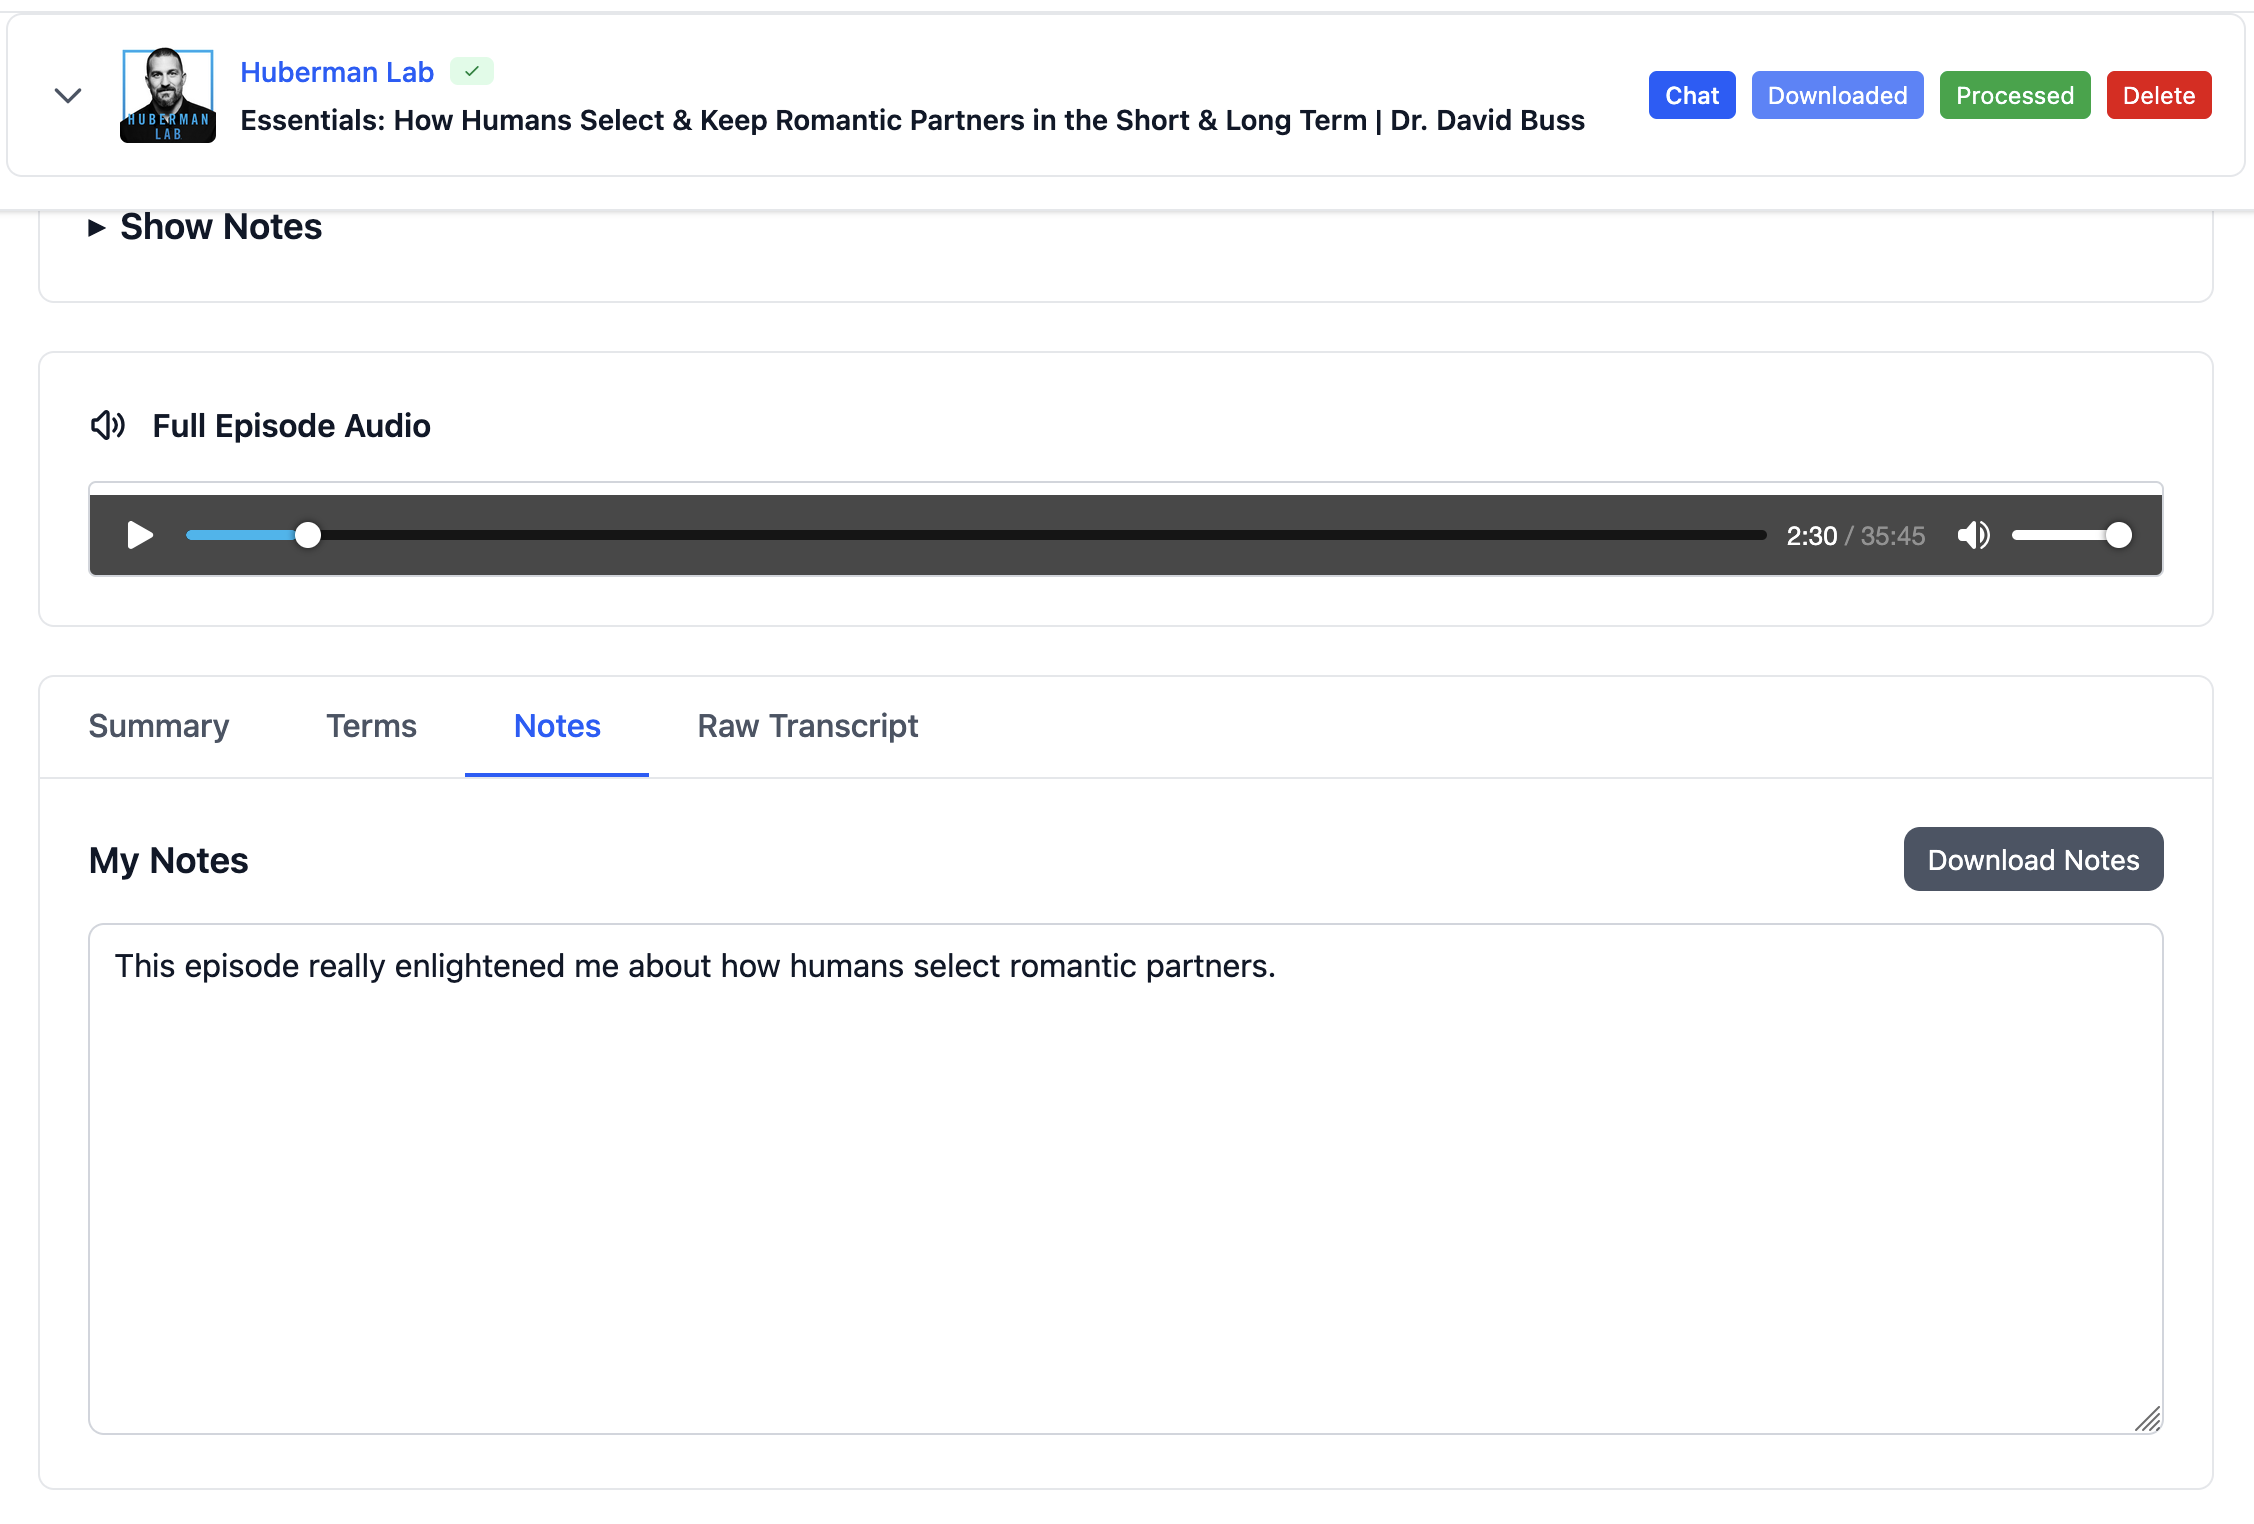 HUBERMAN
LAB
Huberman Lab
Essentials: How Humans Select & Keep Romantic Partners in the Short & Long Term | Dr. David Buss
Chat
Downloaded
Processed
Delete
Show Notes
Full Episode Audio
2:30 / 35:45
Summary
Terms
Notes
Raw Transcript
My Notes
Download Notes
This episode really enlightened me about how humans select romantic partners.